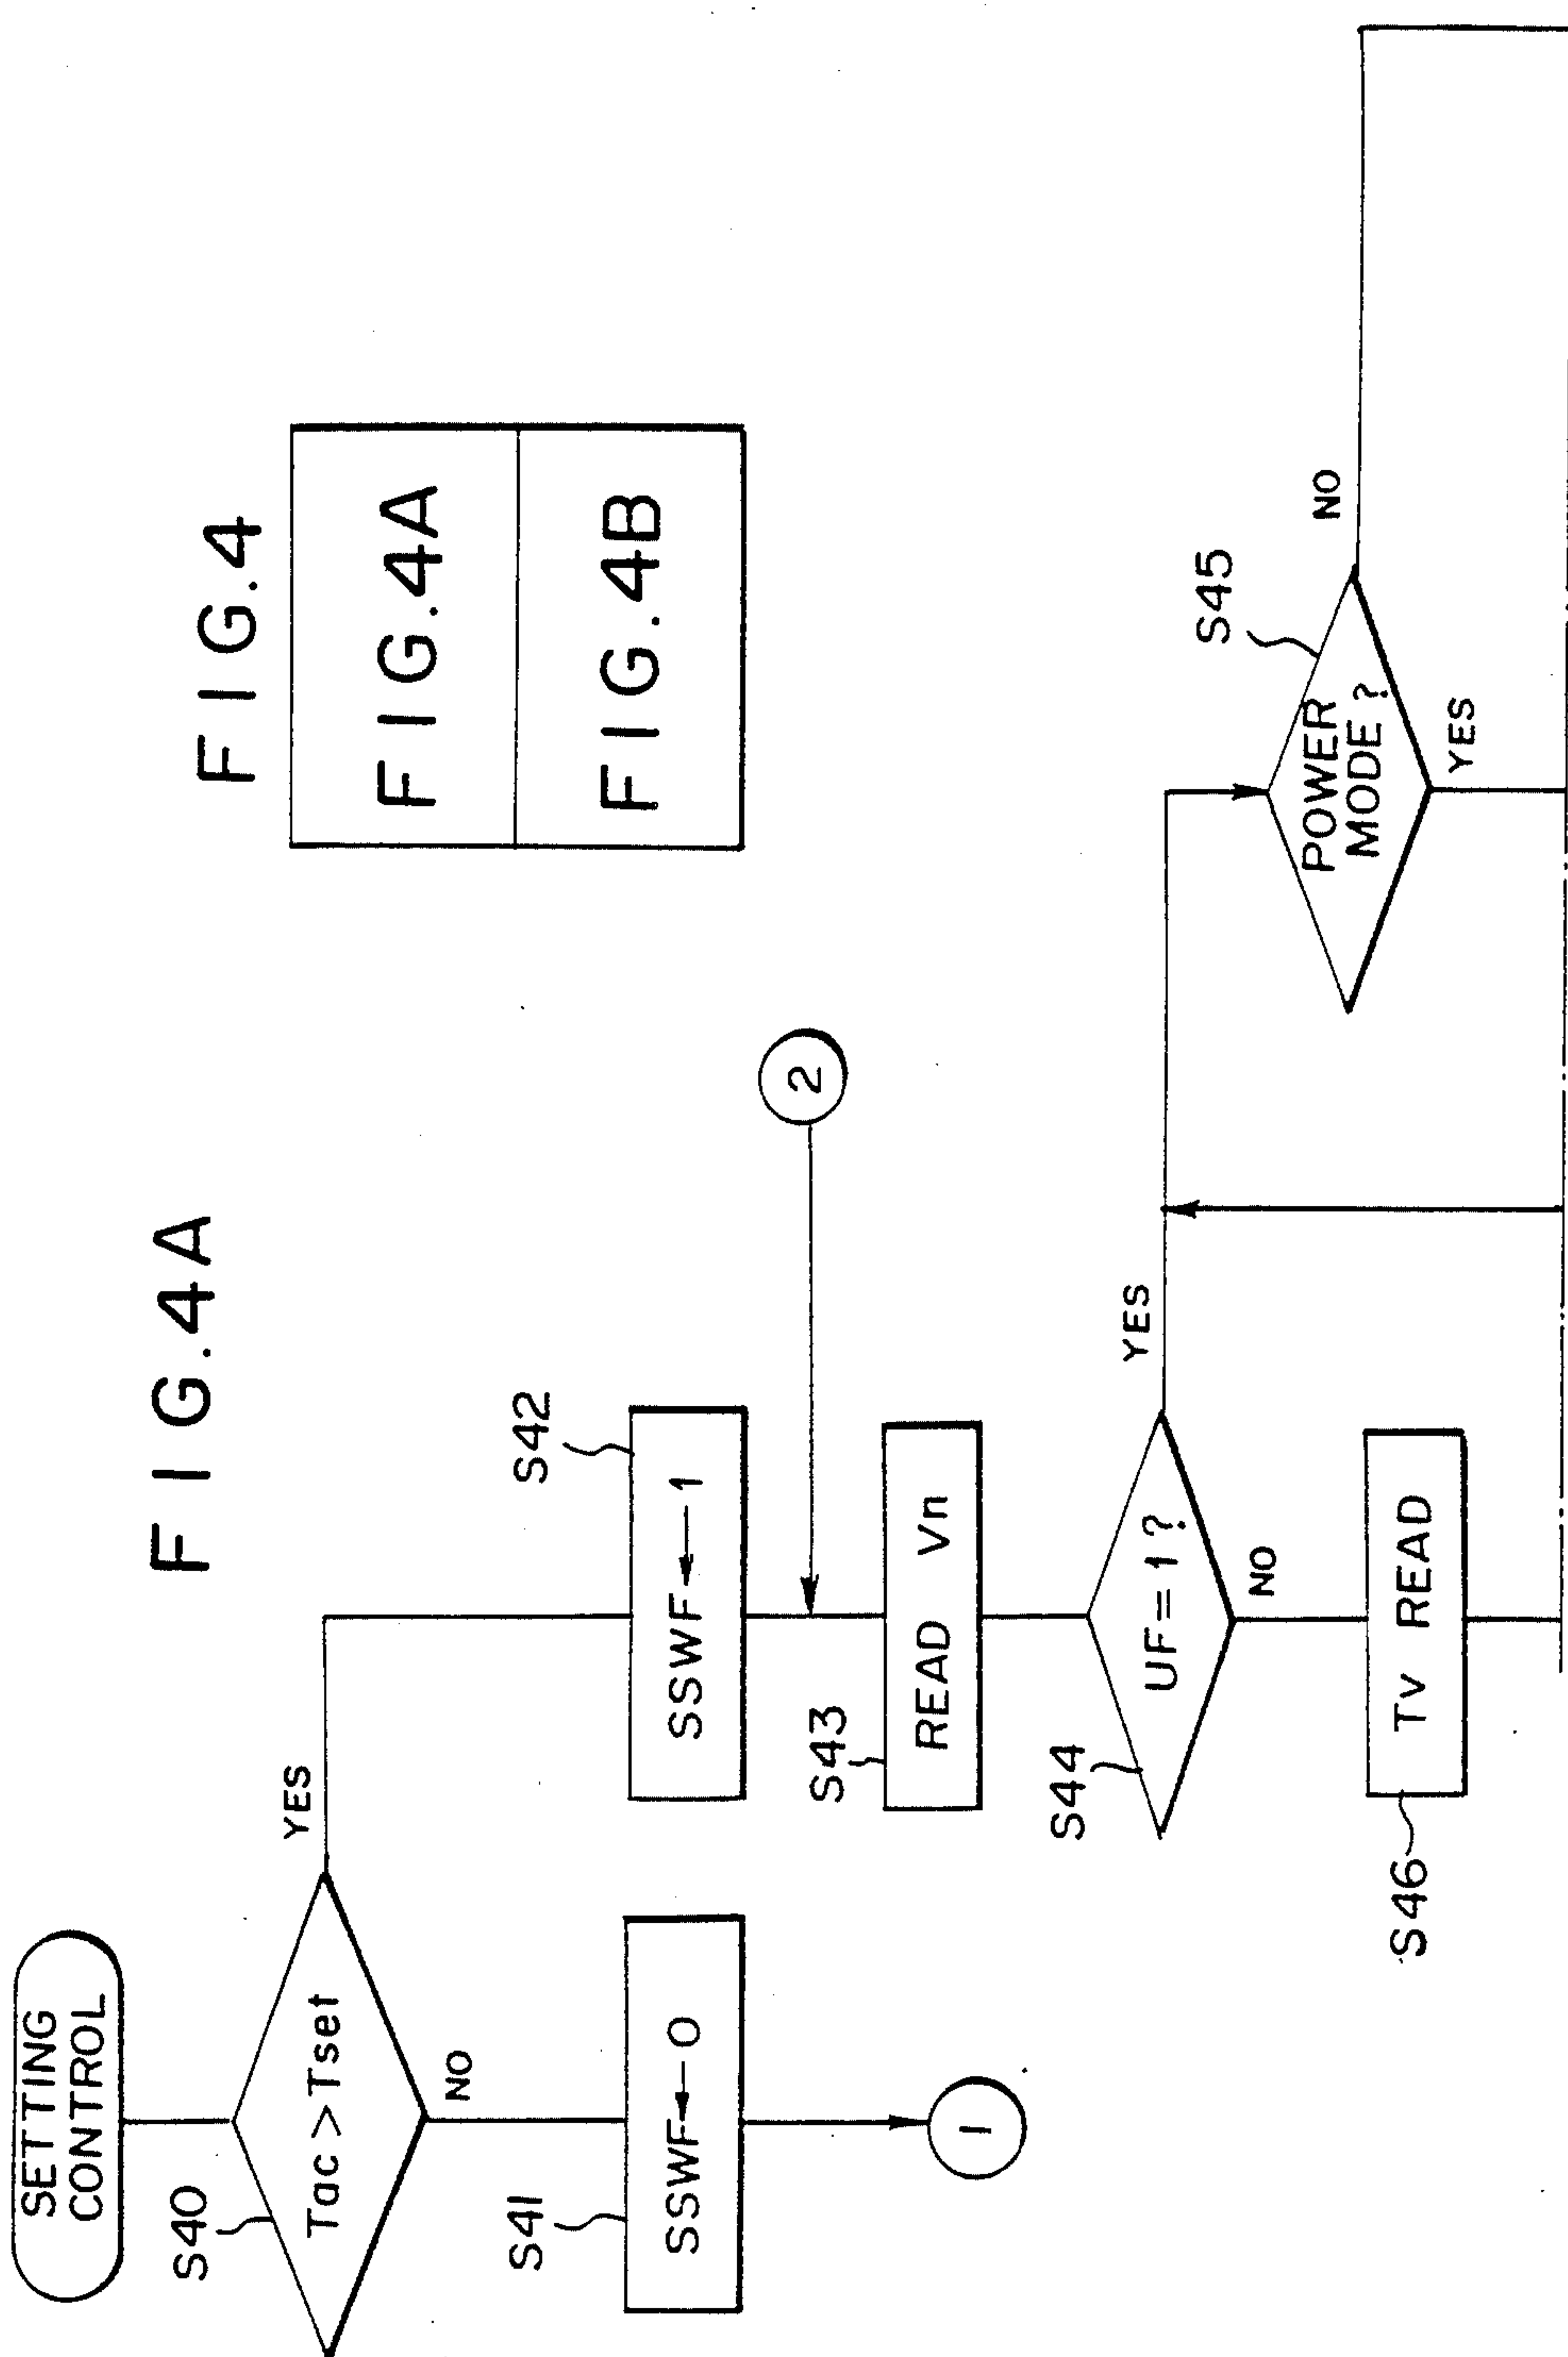 FIG.4A
FIG.4
FIG.4A
FIG.4B
SETTING
CONTROL
S40
Tac>Tset
YES
NO
S41
SSWF←0
1
S42
SSWF←1
2
S43
READ Vn
S44
UF=1?
YES
NO
S45
POWER
MODE?
NO
YES
S46
Tv READ